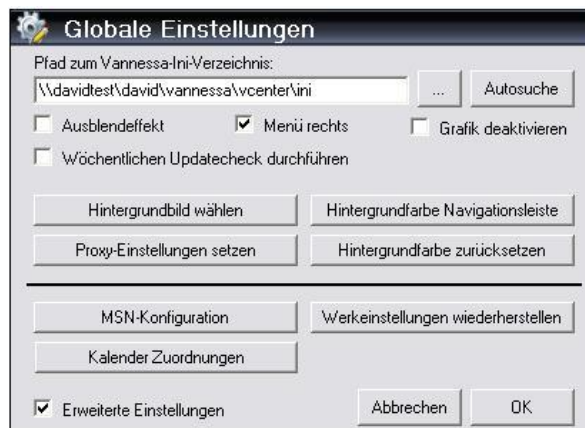 Globale Einstellungen
Pfad zum Vannessa-Ini-Verzeichnis:
\\davidtest\david\vannessa\vcenter\ini
...
Autosuche
Ausblendeffekt
Menü rechts
Grafik deaktivieren
Wöchentlichen Updatecheck durchführen
Hintergrundbild wählen
Hintergrundfarbe Navigationsleiste
Proxy-Einstellungen setzen
Hintergrundfarbe zurücksetzen
MSN-Konfiguration
Werkeinstellungen wiederherstellen
Kalender Zuordnungen
Erweiterte Einstellungen
Abbrechen
OK